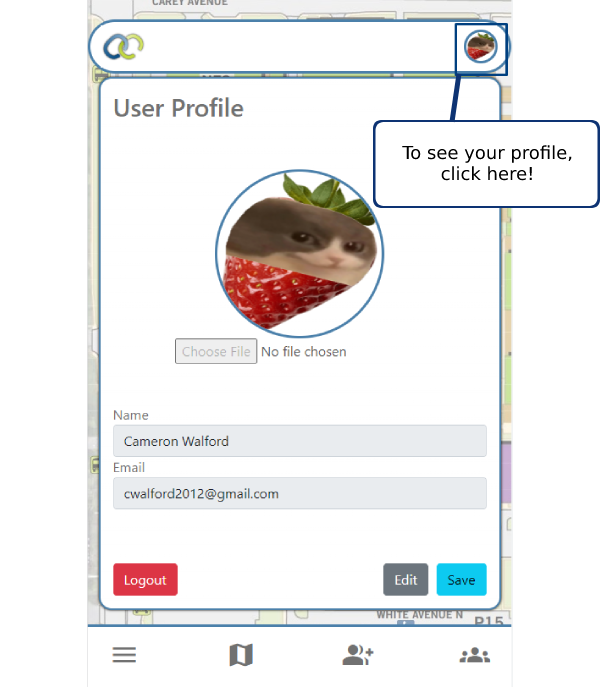 CAREY AVENUE
User Profile
To see your profile,
click here!
Choose File No file chosen
Name
Cameron Walford
Email
cwalford2012@gmail.com
Logout Edit Save
WHITE AVENUE N
P15